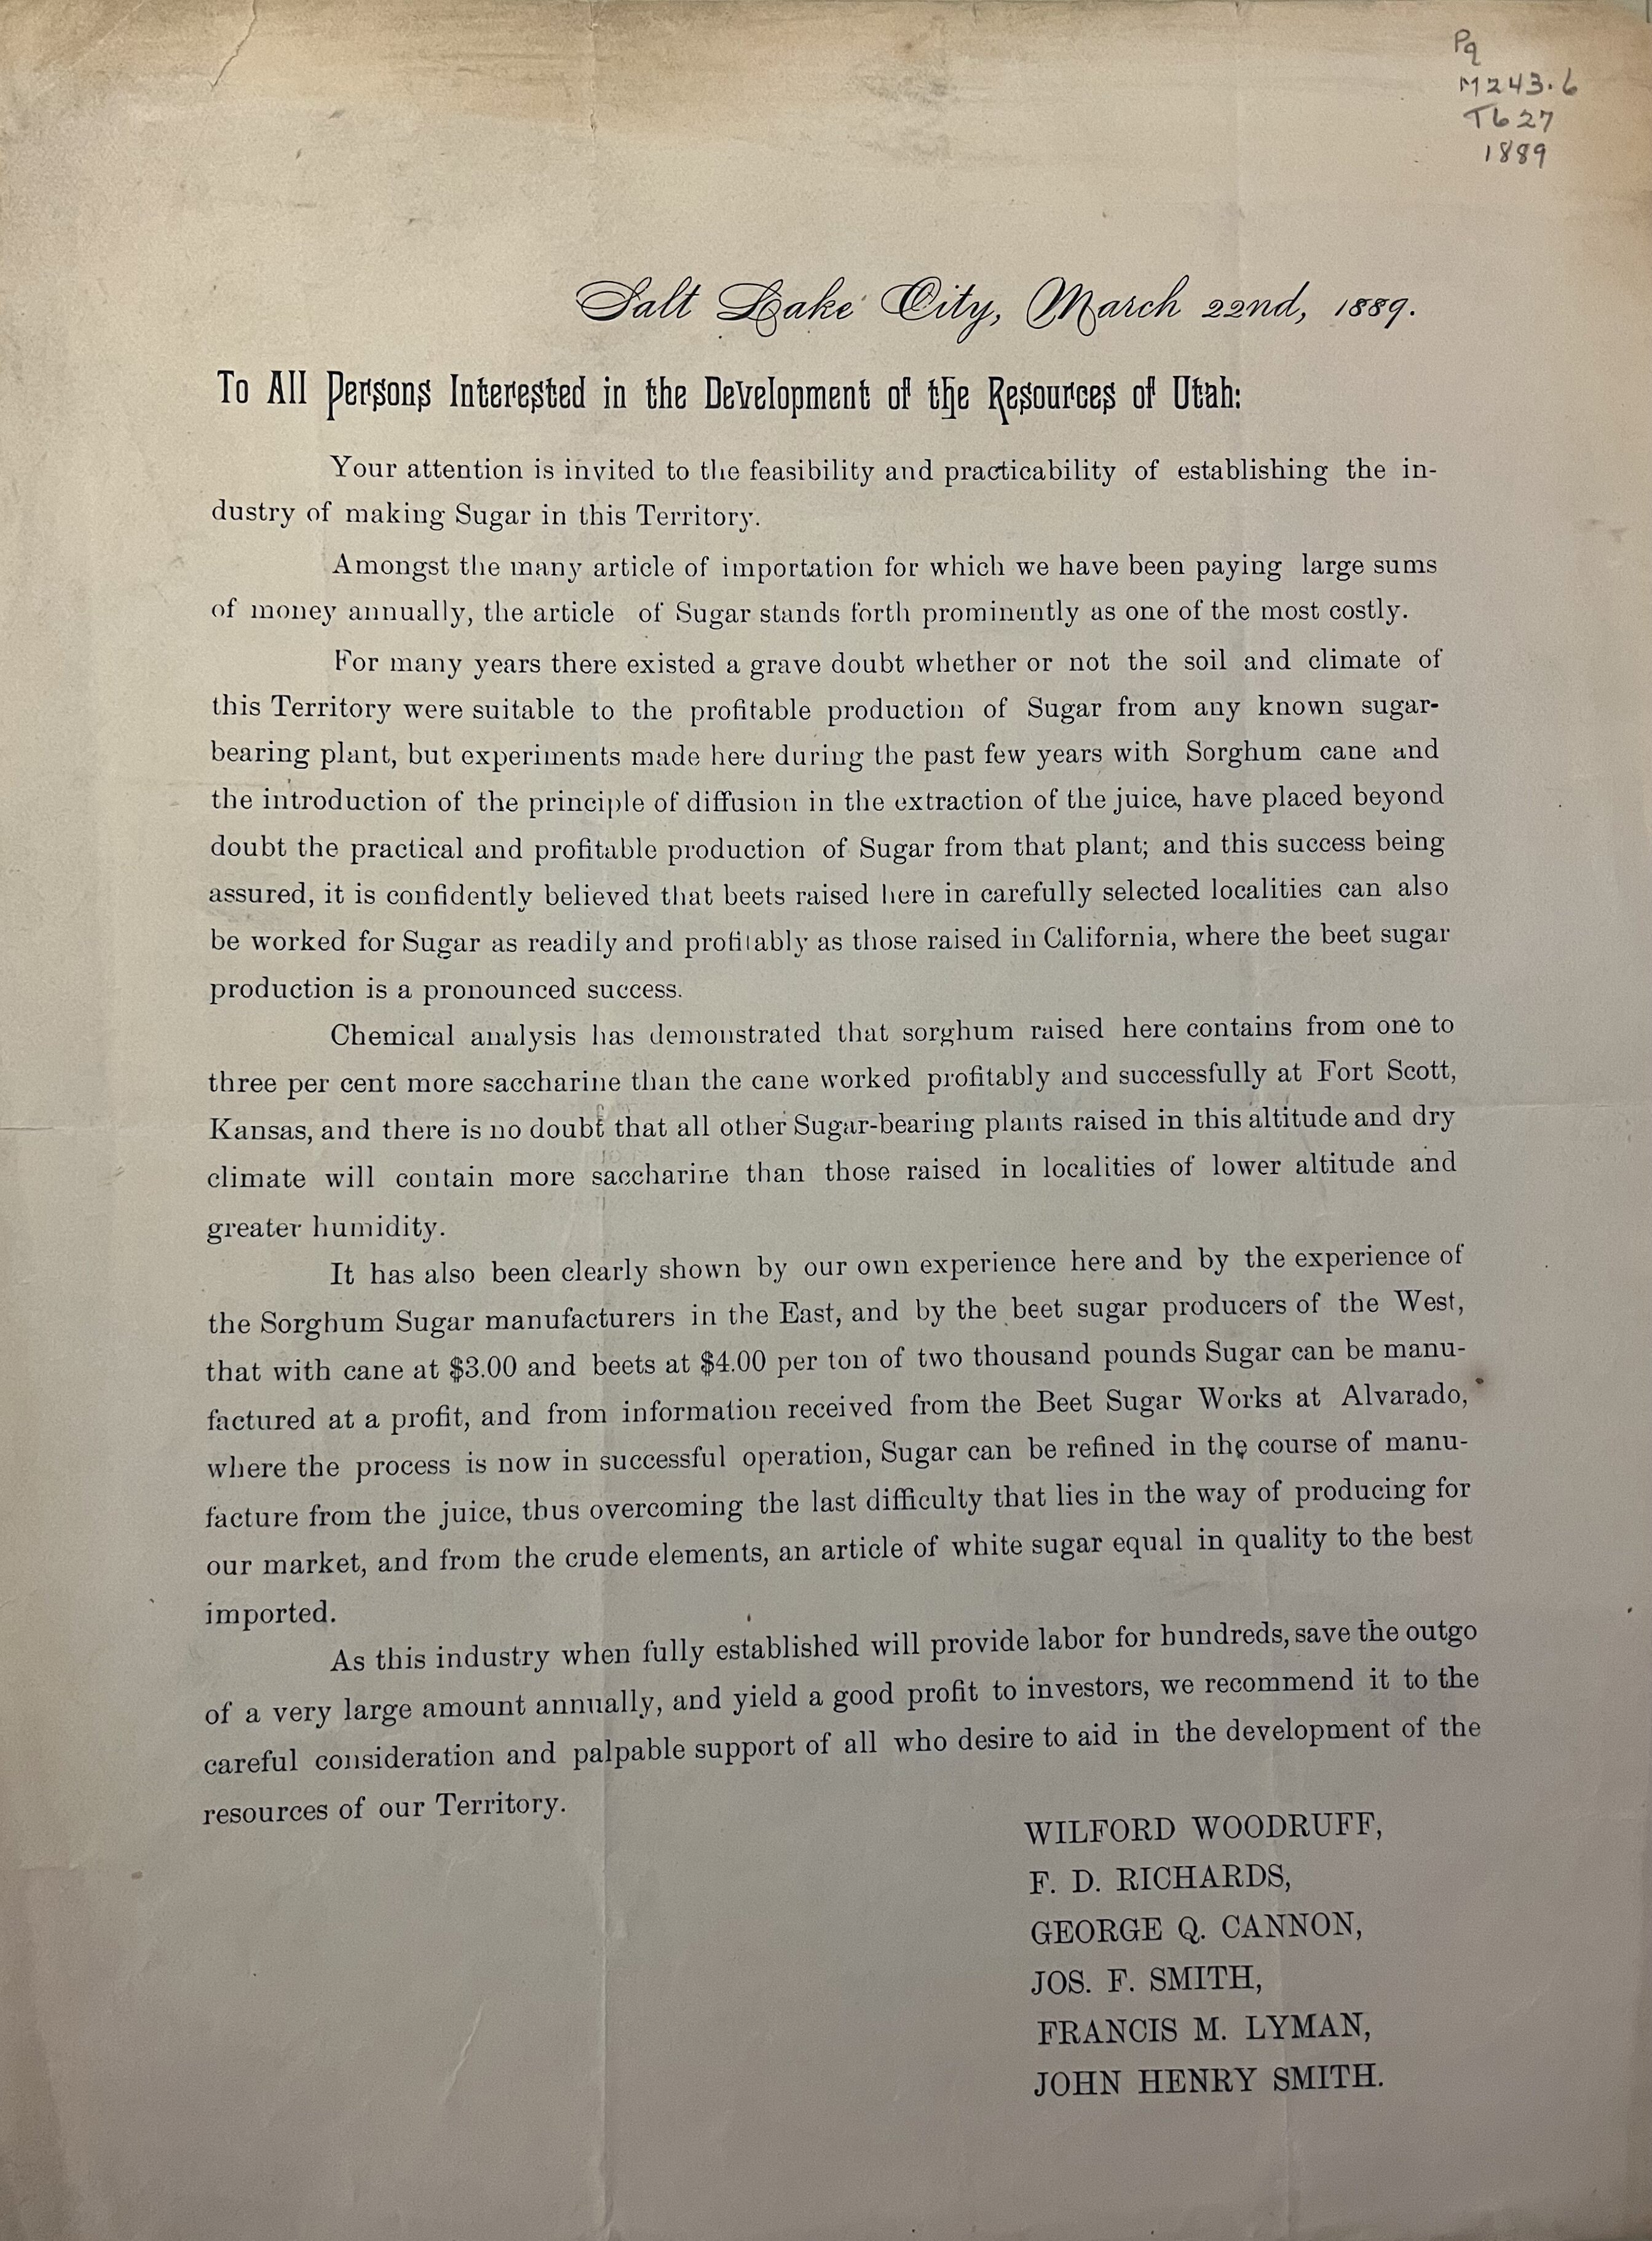 Pq
M243.6
T627
1889
Salt Lake City, March 22nd, 1889.
To All Persons Interested in the Development of the Resources of Utah:
Your attention is invited to the feasibility and practicability of establishing the in-
dustry of making Sugar in this Territory.
Amongst the many article of importation for which we have been paying large sums
of money annually, the article of Sugar stands forth prominently as one of the most costly.
For many years there existed a grave doubt whether or not the soil and climate of
this Territory were suitable to the profitable production of Sugar from any known sugar-
bearing plant, but experiments made here during the past few years with Sorghum cane and
the introduction of the principle of diffusion in the extraction of the juice, have placed beyond
doubt the practical and profitable production of Sugar from that plant; and this success being
assured, it is confidently believed that beets raised here in carefully selected localities can also
be worked for Sugar as readily and profitably as those raised in California, where the beet sugar
production is a pronounced success.
Chemical analysis has demonstrated that sorghum raised here contains from one to
three per cent more saccharine than the cane worked profitably and successfully at Fort Scott,
Kansas, and there is no doubt that all other Sugar-bearing plants raised in this altitude and dry
climate will contain more saccharine than those raised in localities of lower altitude and
greater humidity.
It has also been clearly shown by our own experience here and by the experience of
the Sorghum Sugar manufacturers in the East, and by the beet sugar producers of the West,
that with cane at $3.00 and beets at $4.00 per ton of two thousand pounds Sugar can be manu-
factured at a profit, and from information received from the Beet Sugar Works at Alvarado,
where the process is now in successful operation, Sugar can be refined in the course of manu-
facture from the juice, thus overcoming the last difficulty that lies in the way of producing for
our market, and from the crude elements, an article of white sugar equal in quality to the best
imported.
As this industry when fully established will provide labor for hundreds, save the outgo
of a very large amount annually, and yield a good profit to investors, we recommend it to the
careful consideration and palpable support of all who desire to aid in the development of the
resources of our Territory.
WILFORD WOODRUFF,
F. D. RICHARDS,
GEORGE Q. CANNON,
JOS. F. SMITH,
FRANCIS M. LYMAN,
JOHN HENRY SMITH.